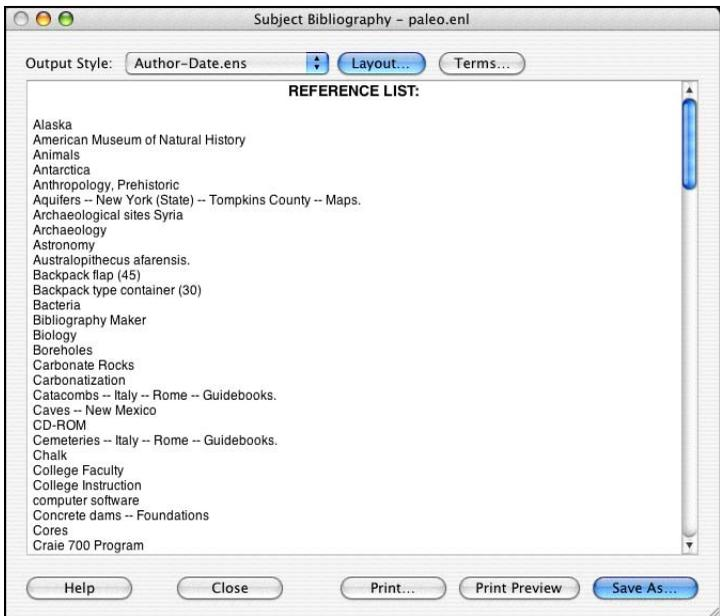 Subject Bibliography – paleo.enl
Output Style: Author-Date.ens Layout... Terms...
REFERENCE LIST:
Alaska
American Museum of Natural History
Animals
Antarctica
Anthropology, Prehistoric
Aquifers -- New York (State) -- Tompkins County -- Maps.
Archaeological sites Syria
Archaeology
Astronomy
Australopithecus afarensis.
Backpack flap (45)
Backpack type container (30)
Bacteria
Bibliography Maker
Biology
Boreholes
Carbonate Rocks
Carbonatization
Catacombs -- Italy -- Rome -- Guidebooks.
Caves -- New Mexico
CD-ROM
Cemeteries -- Italy -- Rome -- Guidebooks.
Chalk
College Faculty
College Instruction
computer software
Concrete dams -- Foundations
Cores
Craie 700 Program
Help Close Print... Print Preview Save As...